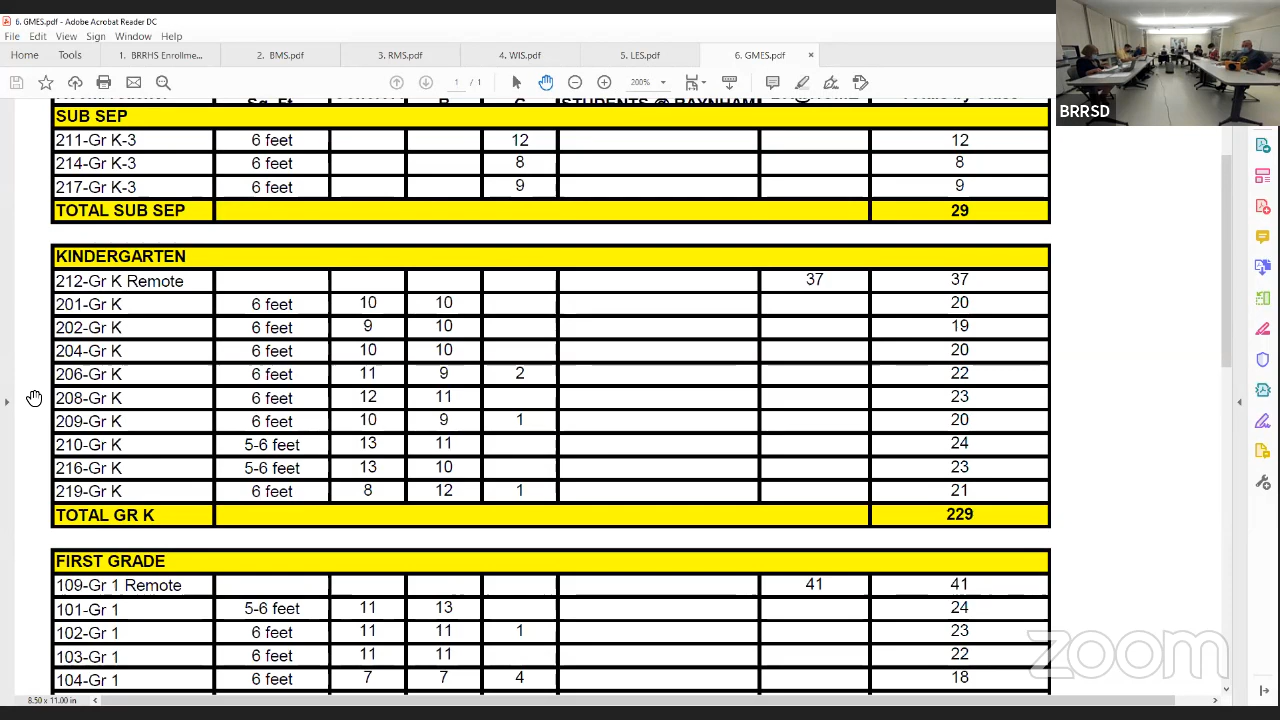 6. GMES.pdf - Adobe Acrobat Reader DC
File Edit View Sign Window Help
Home Tools 1. BRRHS Enrollme... 2. BMS.pdf 3. RMS.pdf 4. WIS.pdf 5. LES.pdf 6. GMES.pdf ×
1 / 1 200%
BRRSD
Sq. Ft B C STUDENTS @ RAYNHAM
SUB SEP
211-Gr K-3 6 feet 12 12
214-Gr K-3 6 feet 8 8
217-Gr K-3 6 feet 9 9
TOTAL SUB SEP 29
KINDERGARTEN
212-Gr K Remote 37 37
201-Gr K 6 feet 10 10 20
202-Gr K 6 feet 9 10 19
204-Gr K 6 feet 10 10 20
206-Gr K 6 feet 11 9 2 22
208-Gr K 6 feet 12 11 23
209-Gr K 6 feet 10 9 1 20
210-Gr K 5-6 feet 13 11 24
216-Gr K 5-6 feet 13 10 23
219-Gr K 6 feet 8 12 1 21
TOTAL GR K 229
FIRST GRADE
109-Gr 1 Remote 41 41
101-Gr 1 5-6 feet 11 13 24
102-Gr 1 6 feet 11 11 1 23
103-Gr 1 6 feet 11 11 22
104-Gr 1 6 feet 7 7 4 18
zoom
8.50 x 11.00 in